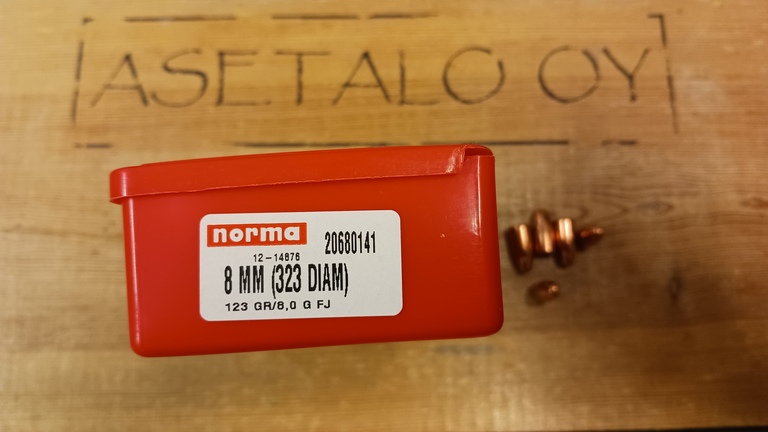 ASETALO OY
norma
20680141
12-14876
8 MM (323 DIAM)
123 GR/8,0 G FJ